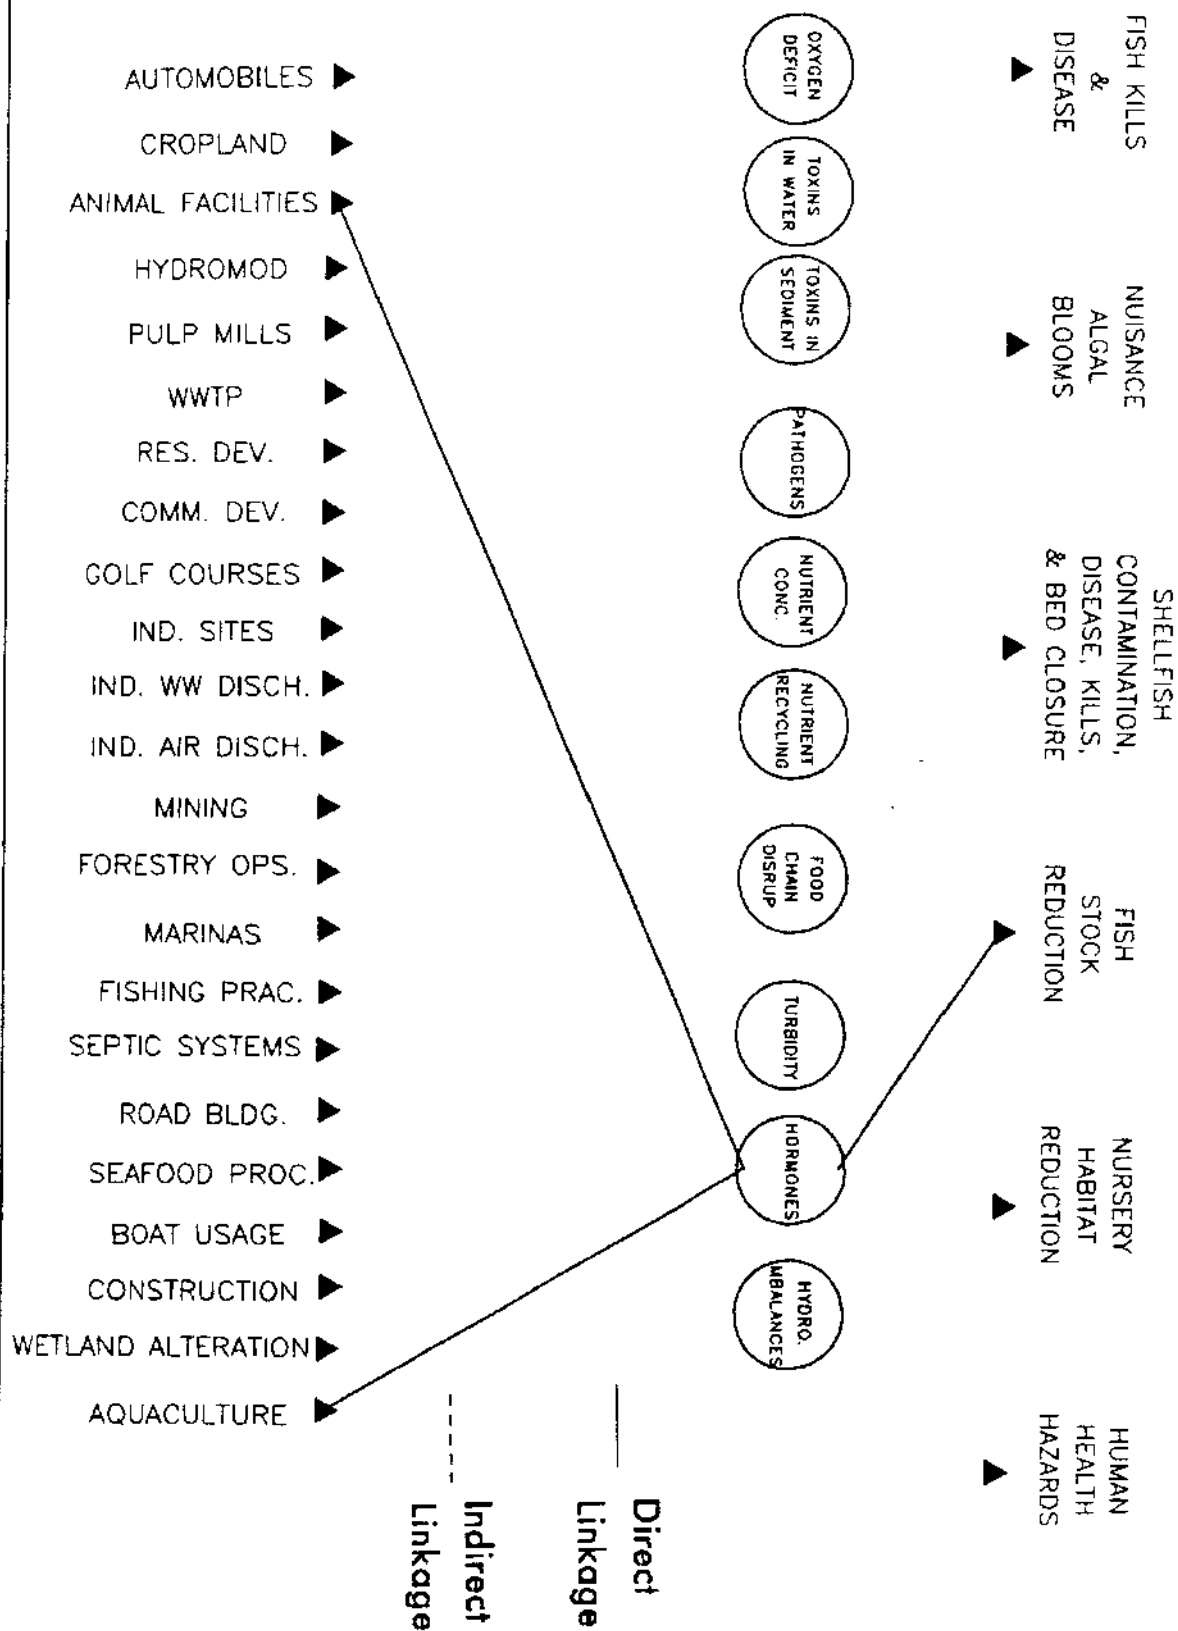 FISH KILLS
&
DISEASE
NUISANCE
ALGAL
BLOOMS
SHELLFISH
CONTAMINATION,
DISEASE, KILLS,
& BED CLOSURE
FISH
STOCK
REDUCTION
NURSERY
HABITAT
REDUCTION
HUMAN
HEALTH
HAZARDS
OXYGEN
DEFICIT
TOXINS
IN WATER
TOXINS IN
SEDIMENT
PATHOGENS
NUTRIENT
CONC.
NUTRIENT
RECYCLING
FOOD
CHAIN
DISRUP
TURBIDITY
HORMONES
HYDRO.
IMBALANCES
AUTOMOBILES
CROPLAND
ANIMAL FACILITIES
HYDROMOD
PULP MILLS
WWTP
RES. DEV.
COMM. DEV.
GOLF COURSES
IND. SITES
IND. WW DISCH.
IND. AIR DISCH.
MINING
FORESTRY OPS.
MARINAS
FISHING PRAC.
SEPTIC SYSTEMS
ROAD BLDG.
SEAFOOD PROC.
BOAT USAGE
CONSTRUCTION
WETLAND ALTERATION
AQUACULTURE
Direct
Linkage
Indirect
Linkage